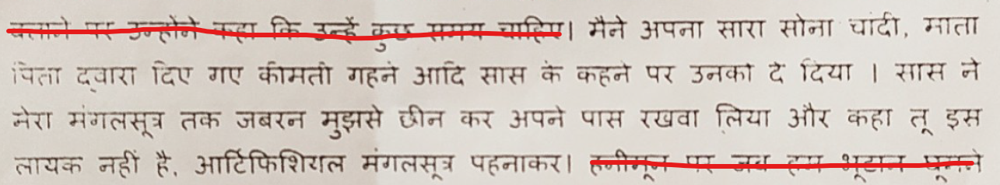 बताने पर उन्होंने कहा कि उन्हें कुछ समय चाहिए। मैने अपना सारा सोना चांदी, माता
पिता द्वारा दिए गए कीमती गहने आदि सास के कहने पर उनको दे दिया । सास ने
मेरा मंगलसूत्र तक जबरन मुझसे छीन कर अपने पास रखवा लिया और कहा तू इस
लायक नहीं है, आर्टिफिशियल मंगलसूत्र पहनाकर। हनीमून पर जब हम भूटान घूमने